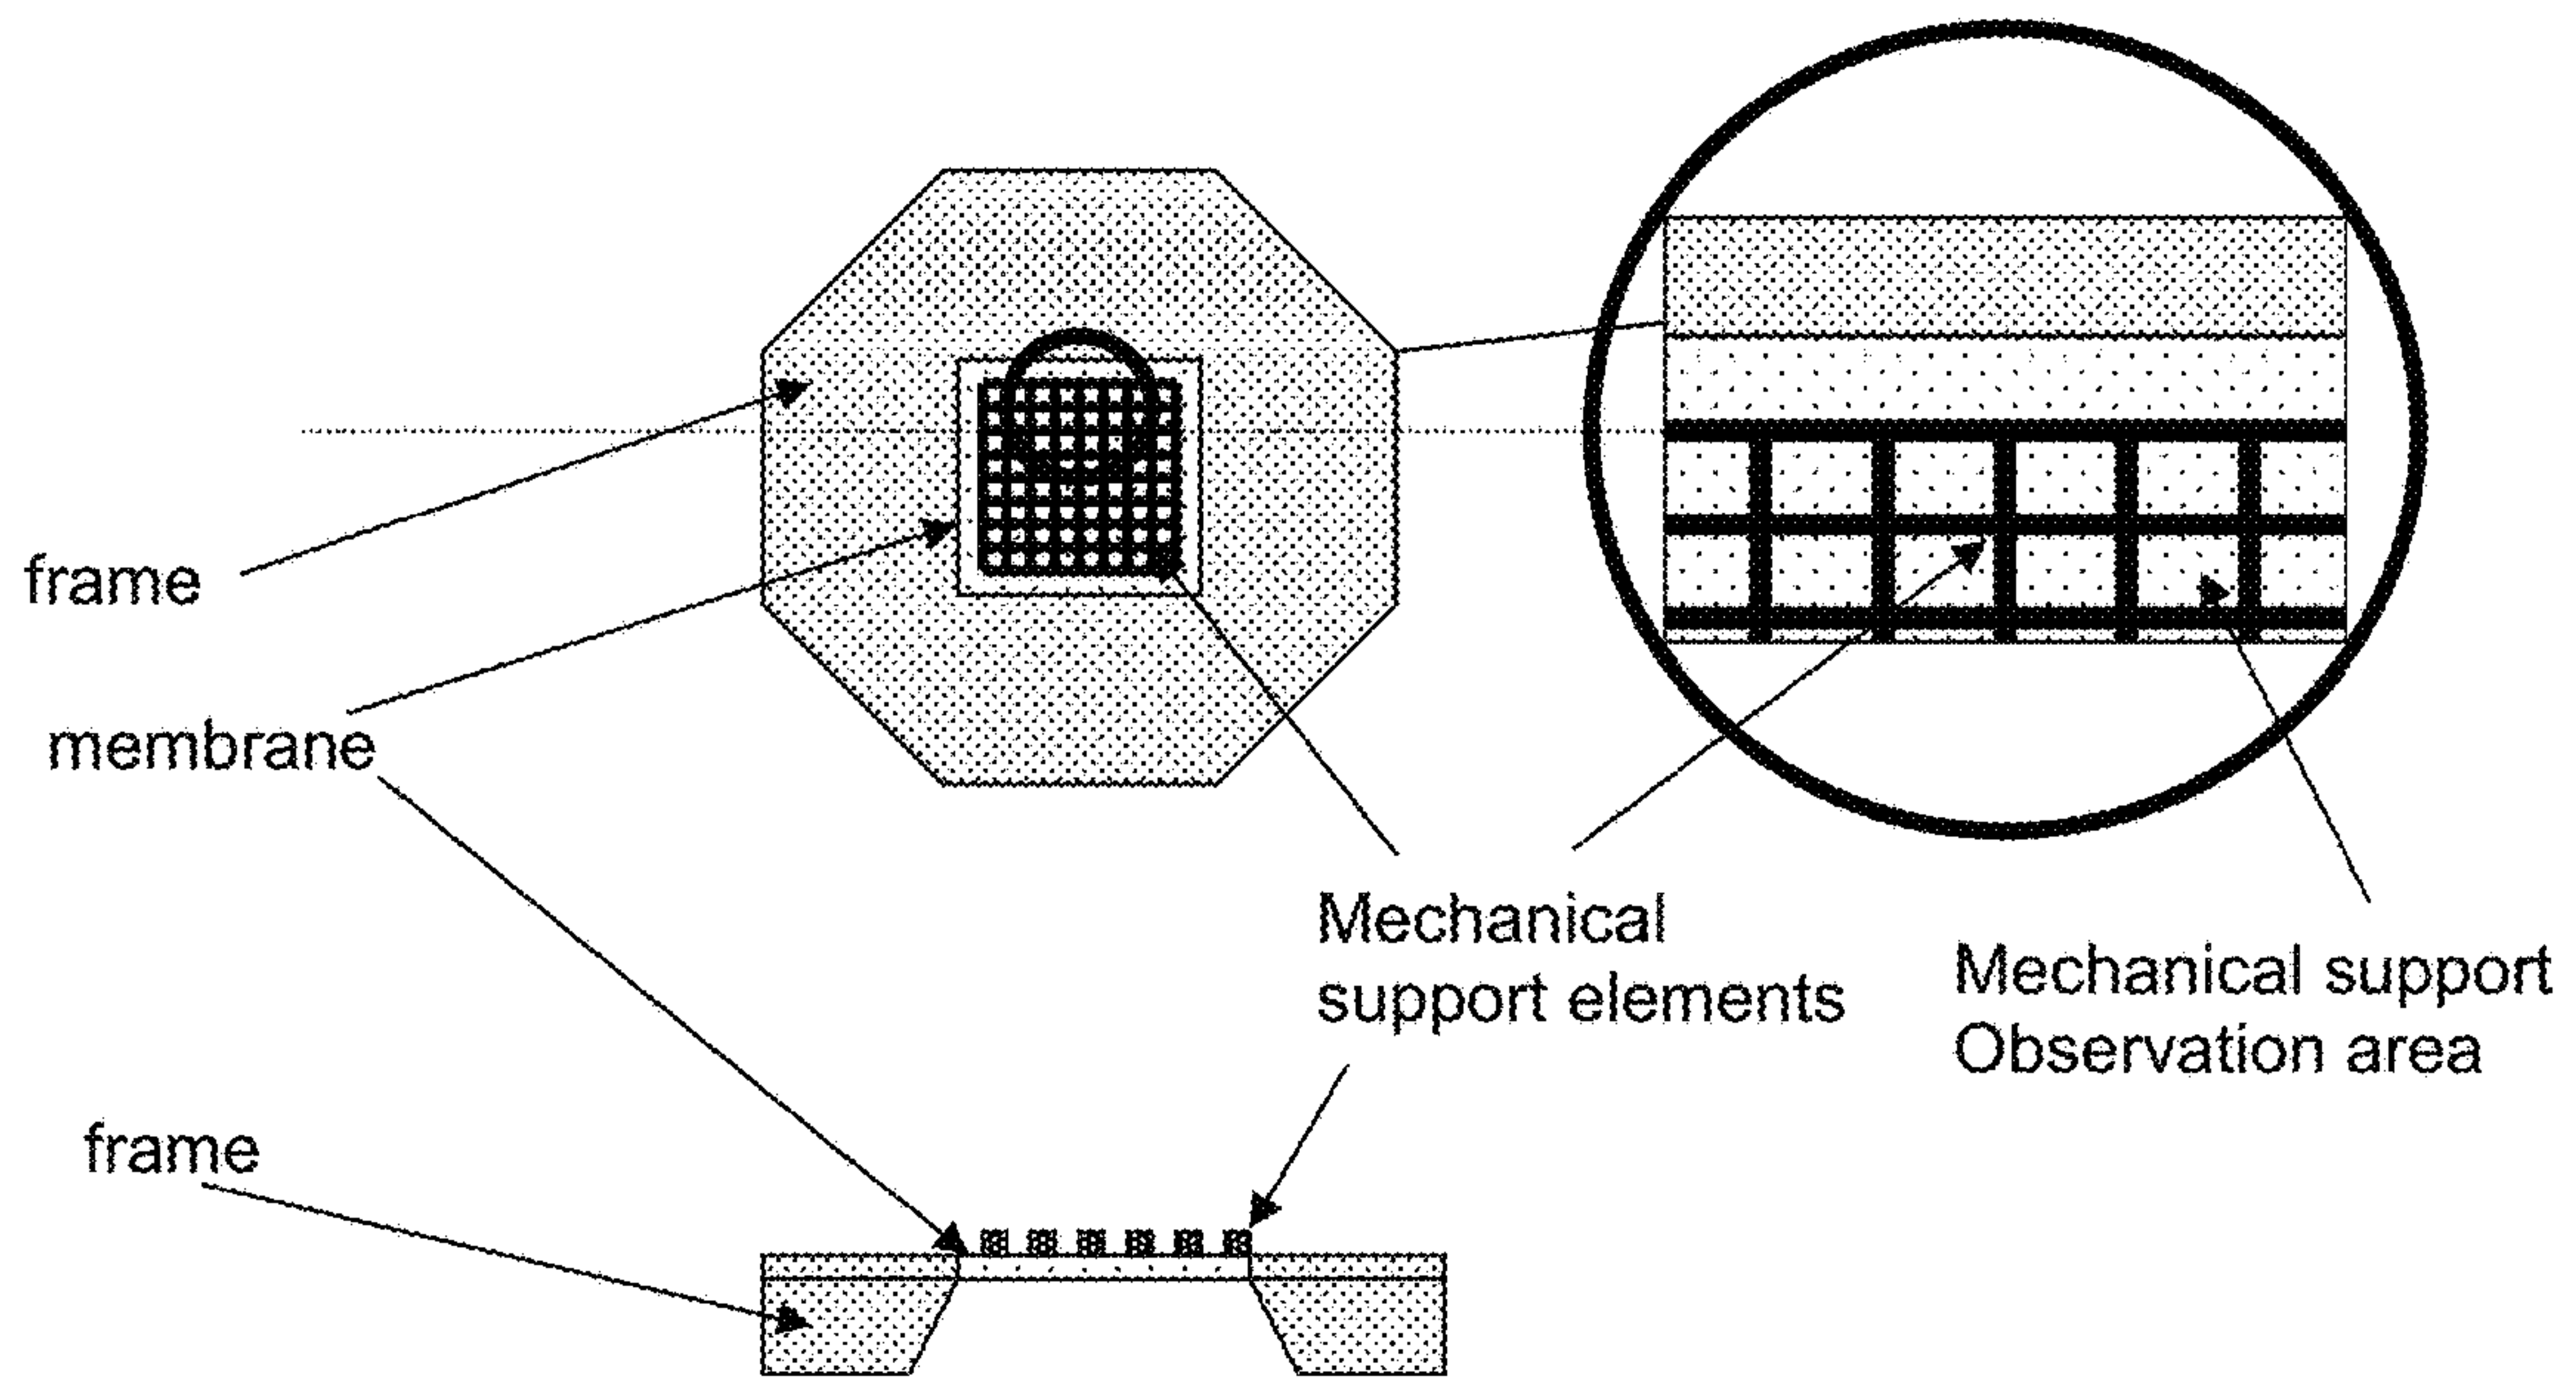 frame
membrane
Mechanical
support elements
Mechanical support
Observation area
frame